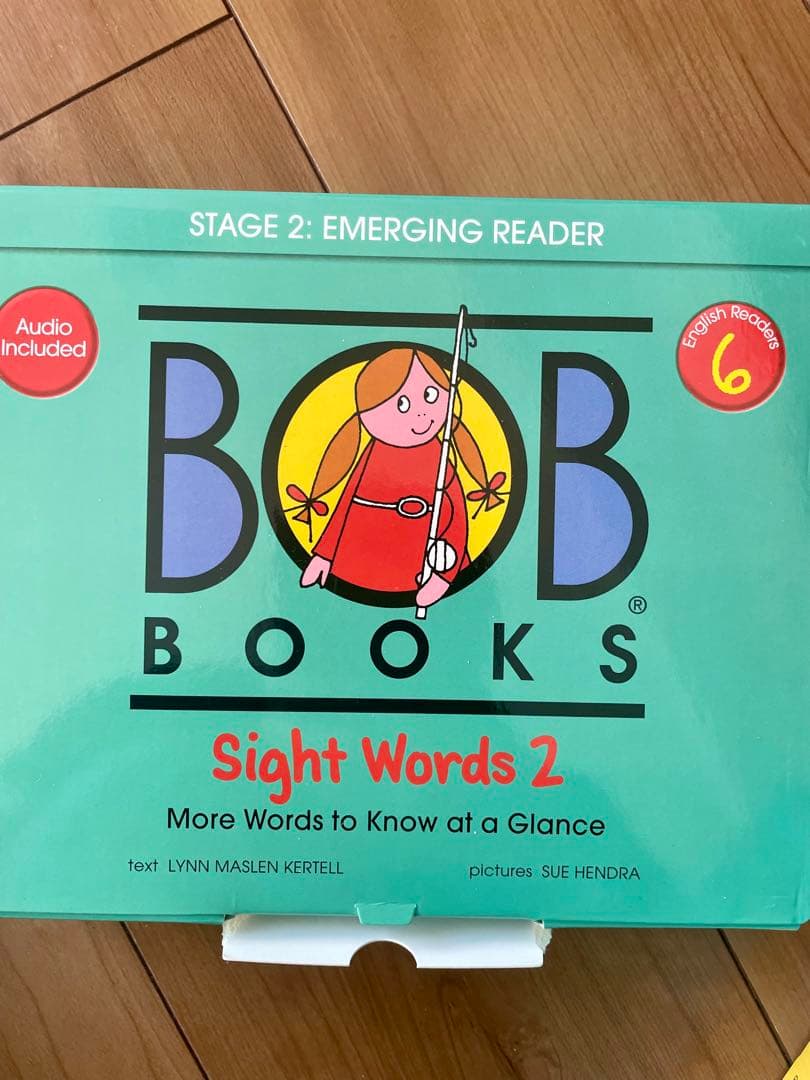 STAGE 2: EMERGING READER
Audio
Included
English Readers
6
BOB
BOOKS®
Sight Words 2
More Words to Know at a Glance
text LYNN MASLEN KERTELL
pictures SUE HENDRA